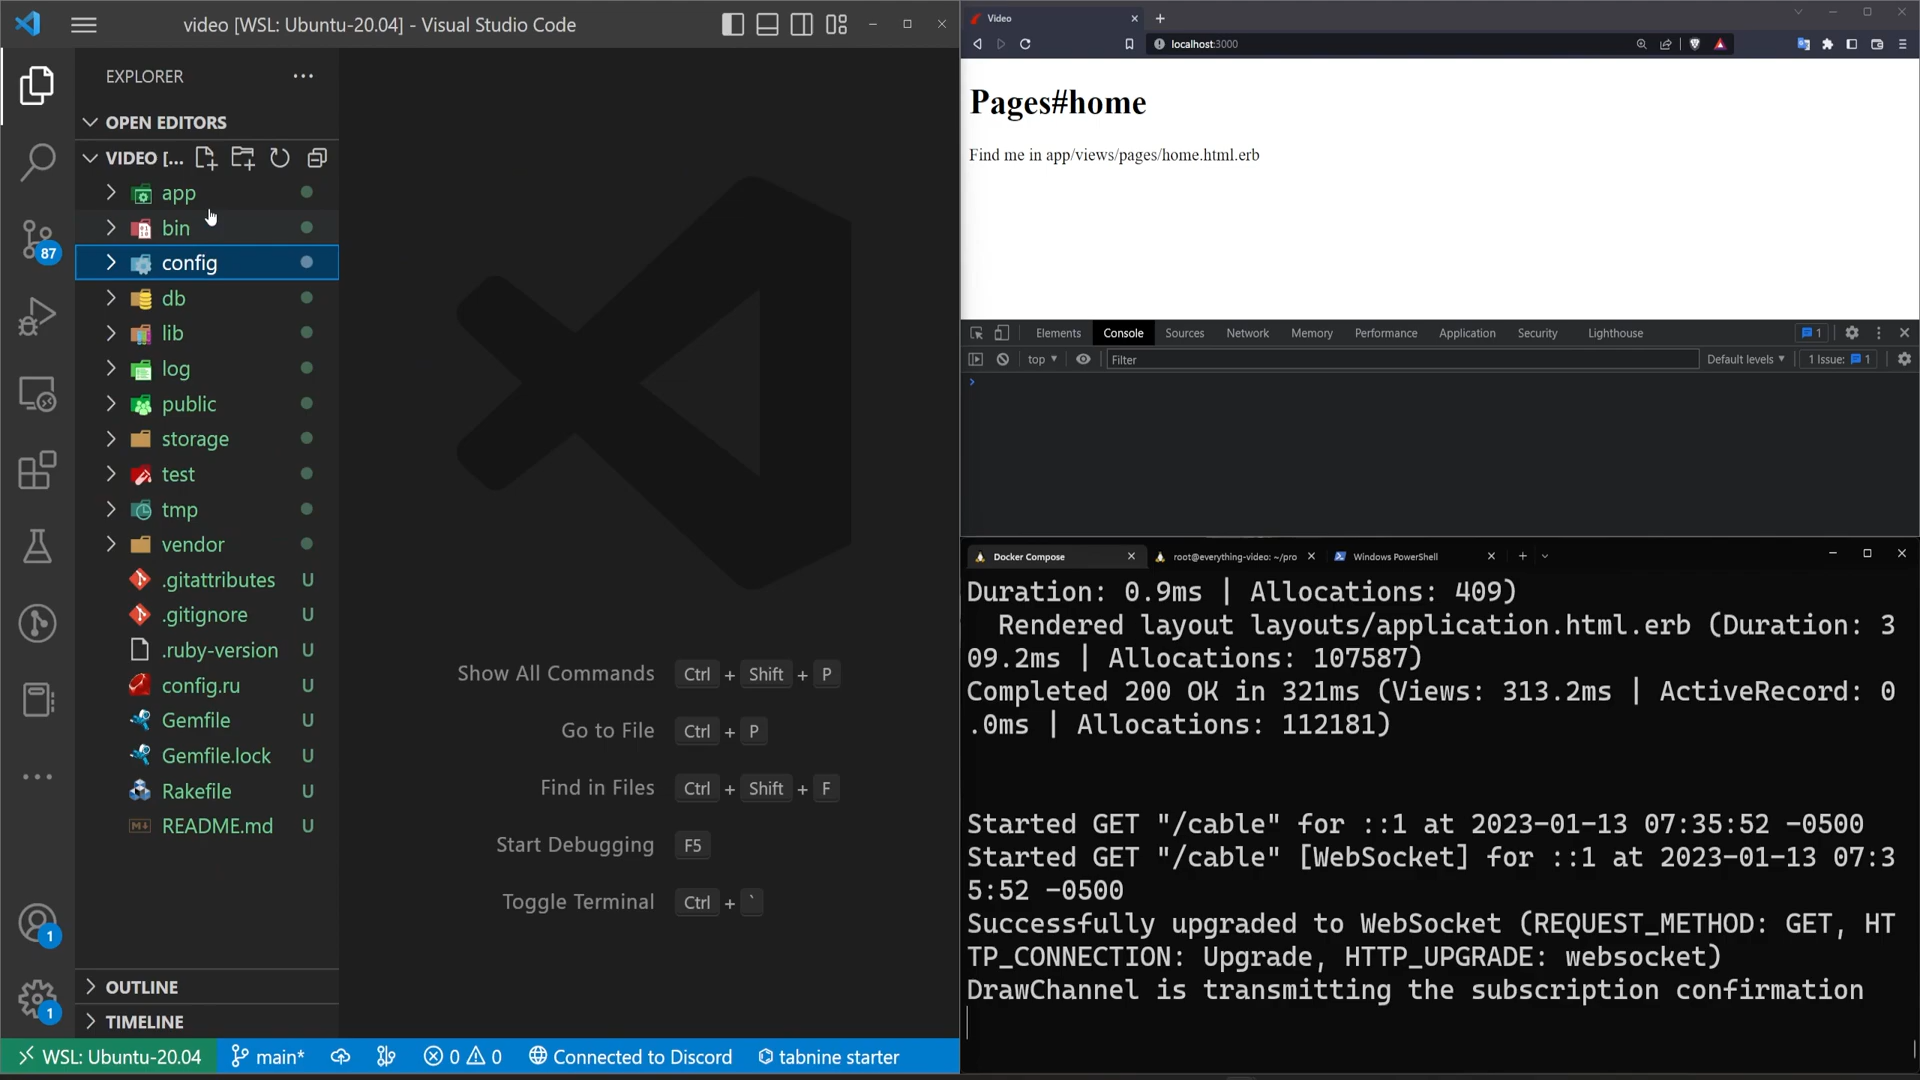 video [WSL: Ubuntu-20.04] - Visual Studio Code
EXPLORER
OPEN EDITORS
VIDEO [...
app
bin
config
db
lib
log
public
storage
test
tmp
vendor
.gitattributes U
.gitignore U
.ruby-version U
config.ru U
Gemfile U
Gemfile.lock U
Rakefile U
README.md U
OUTLINE
TIMELINE
87
1
1
Show All Commands Ctrl + Shift + P
Go to File Ctrl + P
Find in Files Ctrl + Shift + F
Start Debugging F5
Toggle Terminal Ctrl + `
WSL: Ubuntu-20.04 main* 0 0 Connected to Discord tabnine starter
Video
localhost:3000
Pages#home
Find me in app/views/pages/home.html.erb
Elements Console Sources Network Memory Performance Application Security Lighthouse 1
top Filter Default levels 1 Issue: 1
Docker Compose root@everything-video: ~/pro Windows PowerShell
Duration: 0.9ms | Allocations: 409)
Rendered layout layouts/application.html.erb (Duration: 3
09.2ms | Allocations: 107587)
Completed 200 OK in 321ms (Views: 313.2ms | ActiveRecord: 0
.0ms | Allocations: 112181)
Started GET "/cable" for ::1 at 2023-01-13 07:35:52 -0500
Started GET "/cable" [WebSocket] for ::1 at 2023-01-13 07:3
5:52 -0500
Successfully upgraded to WebSocket (REQUEST_METHOD: GET, HT
TP_CONNECTION: Upgrade, HTTP_UPGRADE: websocket)
DrawChannel is transmitting the subscription confirmation